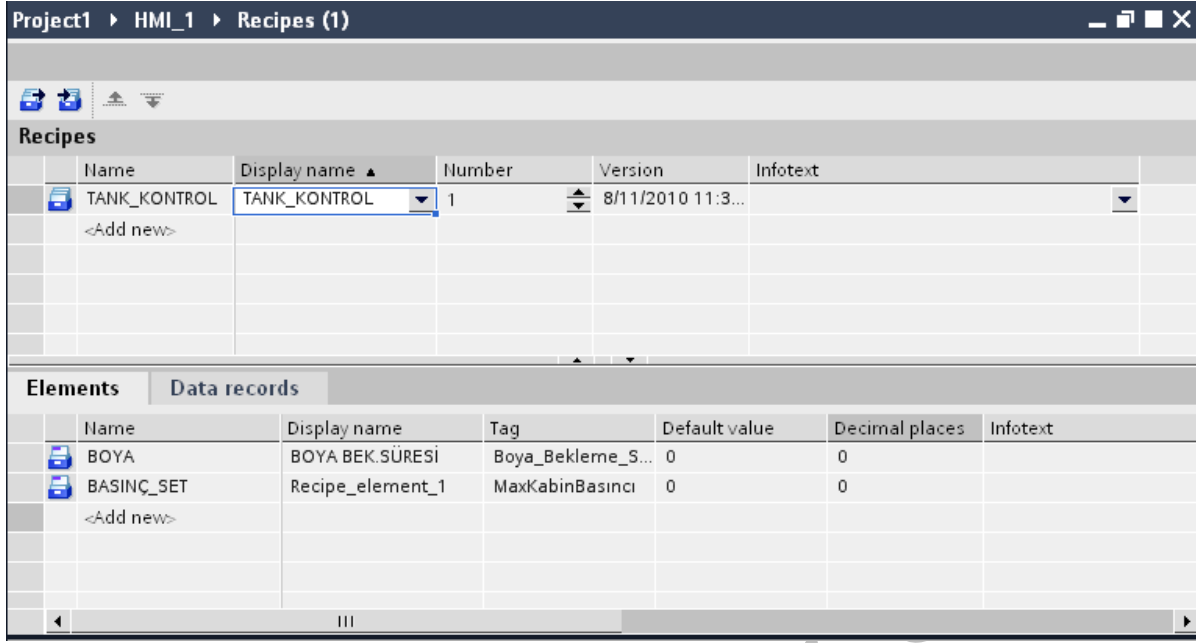 Project1 ▸ HMI_1 ▸ Recipes (1)
Recipes
Name Display name Number Version Infotext
TANK_KONTROL TANK_KONTROL 1 8/11/2010 11:3...
<Add new>
Elements Data records
Name Display name Tag Default value Decimal places Infotext
BOYA BOYA BEK.SÜRESİ Boya_Bekleme_S... 0 0
BASINÇ_SET Recipe_element_1 MaxKabinBasıncı 0 0
<Add new>